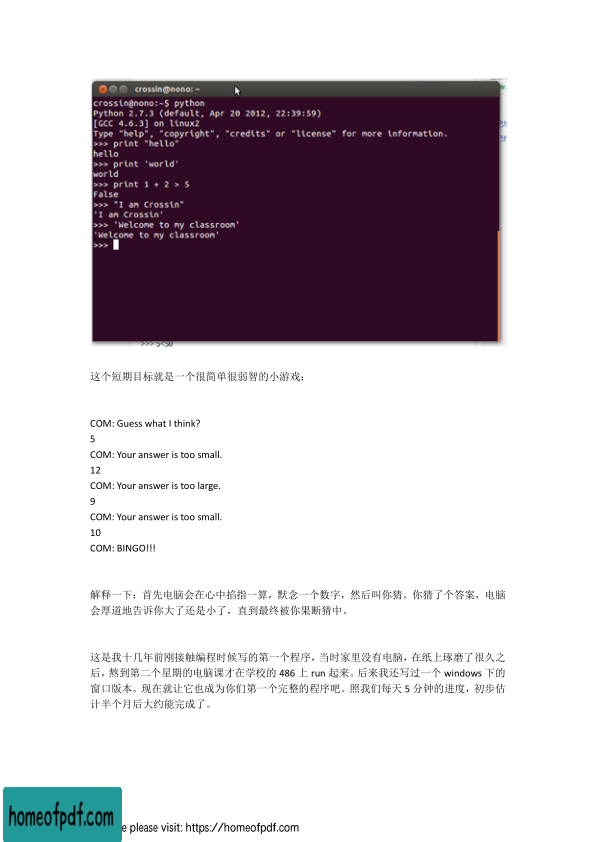 crossin@nono: ~
crossin@nono:~$ python
Python 2.7.3 (default, Apr 20 2012, 22:39:59)
[GCC 4.6.3] on linux2
Type "help", "copyright", "credits" or "license" for more information.
>>> print "hello"
hello
>>> print 'world'
world
>>> print 1 + 2 > 5
False
>>> "I am Crossin"
'I am Crossin'
>>> 'Welcome to my classroom'
'Welcome to my classroom'
>>>
>>> 5<50
这个短期目标就是一个很简单很弱智的小游戏：
COM: Guess what I think?
5
COM: Your answer is too small.
12
COM: Your answer is too large.
9
COM: Your answer is too small.
10
COM: BINGO!!!
解释一下：首先电脑会在心中掐指一算，默念一个数字，然后叫你猜。你猜了个答案，电脑
会厚道地告诉你大了还是小了，直到最终被你果断猜中。
这是我十几年前刚接触编程时候写的第一个程序，当时家里没有电脑，在纸上琢磨了很久之
后，熬到第二个星期的电脑课才在学校的 486 上 run 起来。后来我还写过一个 windows 下的
窗口版本。现在就让它也成为你们第一个完整的程序吧。照我们每天 5 分钟的进度，初步估
计半个月后大约能完成了。
homeofpdf.com
e please visit: https://homeofpdf.com